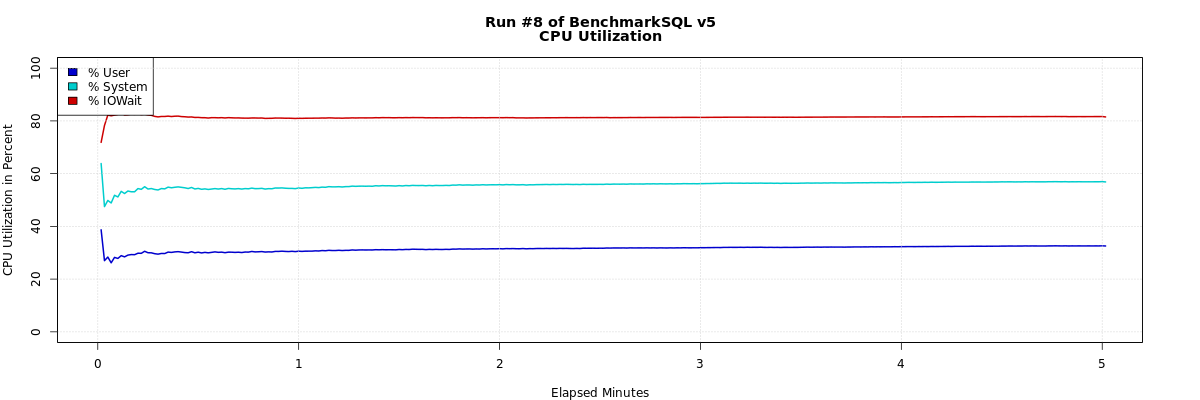 Run #8 of BenchmarkSQL v5
CPU Utilization
% User
% System
% IOWait
CPU Utilization in Percent
100
80
60
40
20
0
0 1 2 3 4 5
Elapsed Minutes